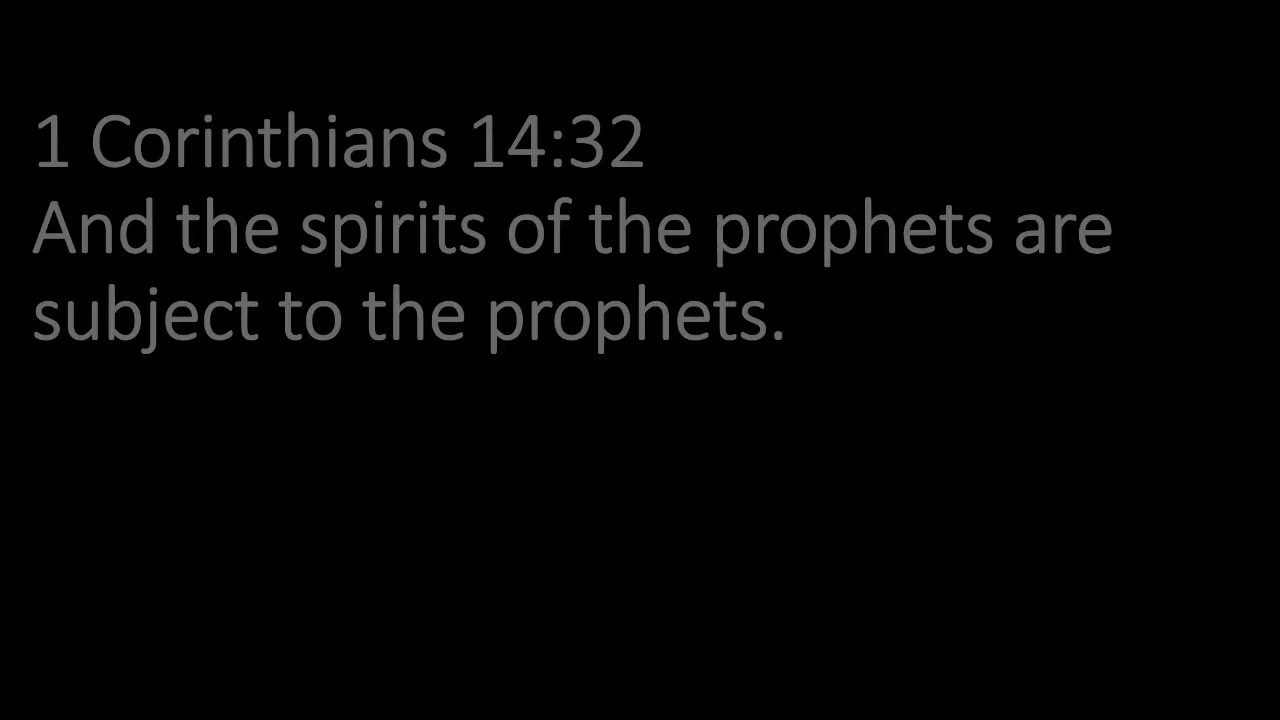 1 Corinthians 14:32
And the spirits of the prophets are
subject to the prophets.